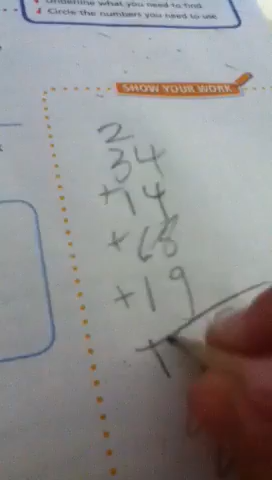 Underline what you need to find.
Circle the numbers you need to use
SHOW YOUR WORK
2
34
+74
+68
+19
1